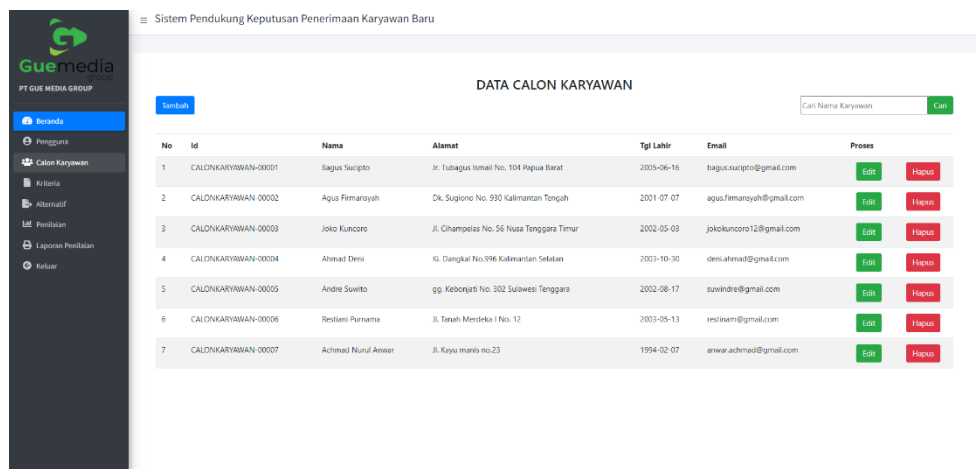 Sistem Pendukung Keputusan Penerimaan Karyawan Baru
Guemedia
group
PT GUE MEDIA GROUP
Beranda
Pengguna
Calon Karyawan
Kriteria
Alternatif
Penilaian
Laporan Penilaian
Keluar
DATA CALON KARYAWAN
Tambah Cari Nama Karyawan Cari
No Id Nama Alamat Tgl Lahir Email Proses
1 CALONKARYAWAN-00001 Bagus Sucipto Jr. Tubagus Ismail No. 104 Papua Barat 2005-06-16 bagus.sucipto@gmail.com Edit Hapus
2 CALONKARYAWAN-00002 Agus Firmansyah Dk. Sugiono No. 930 Kalimantan Tengah 2001-07-07 agus.firmansyah@gmail.com Edit Hapus
3 CALONKARYAWAN-00003 Joko Kuncoro Jl. Cihampelas No. 56 Nusa Tenggara Timur 2002-05-03 jokokuncoro12@gmail.com Edit Hapus
4 CALONKARYAWAN-00004 Ahmad Deni Ki. Dangkal No.996 Kalimantan Selatan 2003-10-30 deni.ahmad@gmail.com Edit Hapus
5 CALONKARYAWAN-00005 Andre Suwito gg. Kebonjati No. 302 Sulawesi Tenggara 2002-08-17 suwindre@gmail.com Edit Hapus
6 CALONKARYAWAN-00006 Restiani Purnama Jl. Tanah Merdeka I No. 12 2003-05-13 restinam@gmail.com Edit Hapus
7 CALONKARYAWAN-00007 Achmad Nurul Anwar Jl. Kayu manis no.23 1994-02-07 anwar.achmad@gmail.com Edit Hapus